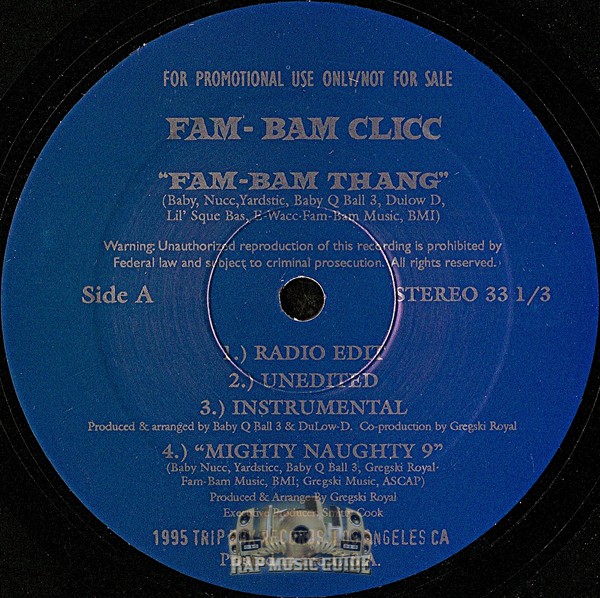 FOR PROMOTIONAL USE ONLY/NOT FOR SALE
FAM-BAM CLICC
"FAM-BAM THANG"
(Baby, Nucc,Yardstic, Baby Q Ball 3, Dulow D,
Lil' Sque Bas, E-Wacc-Fam-Bam Music, BMI)
Warning: Unauthorized reproduction of this recording is prohibited by
Federal law and subject to criminal prosecution. All rights reserved.
Side A
STEREO 33 1/3
1.) RADIO EDIT
2.) UNEDITED
3.) INSTRUMENTAL
Produced & arranged by Baby Q Ball 3 & DuLow-D. Co-production by Gregski Royal
4.) "MIGHTY NAUGHTY 9"
(Baby Nucc, Yardsticc, Baby Q Ball 3, Gregski Royal-
Fam-Bam Music, BMI; Gregski Music, ASCAP)
Produced & Arrange By Gregski Royal
Executive Producer: Cook
1995 TRIP ANGELES CA
RAP MUSIC GUIDE